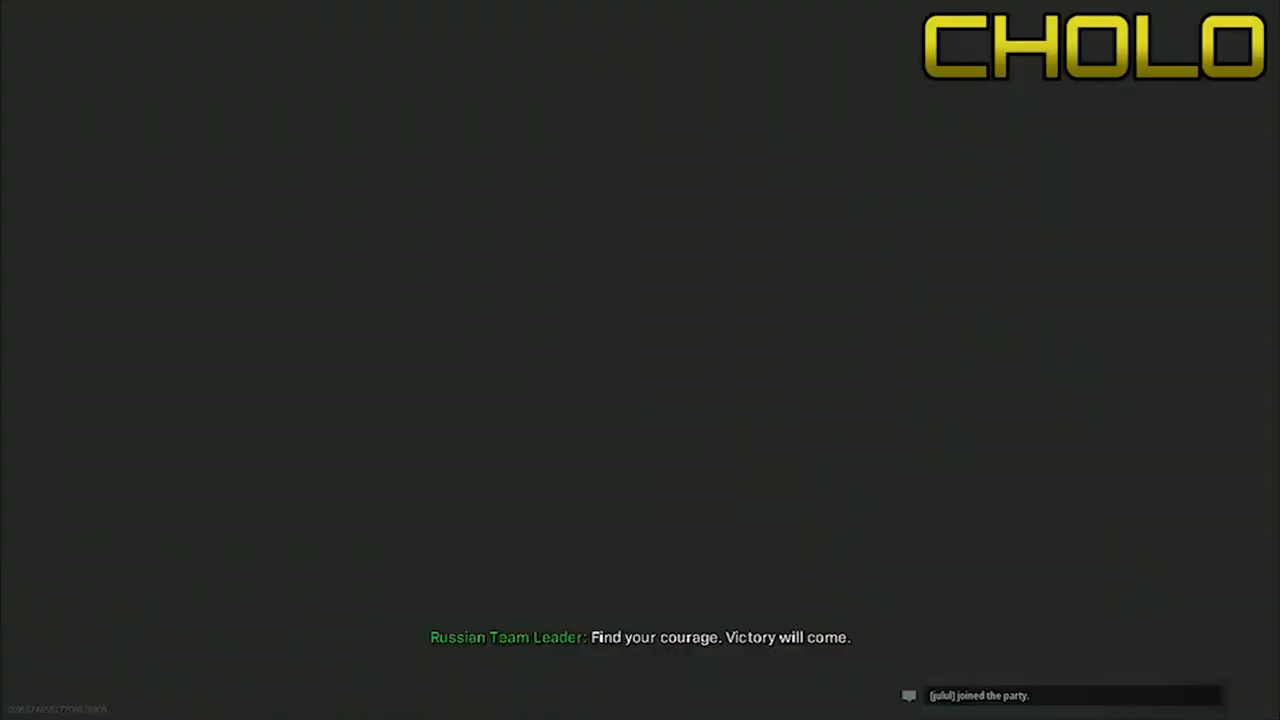 CHOLO
Russian Team Leader: Find your courage. Victory will come.
[julul] joined the party.